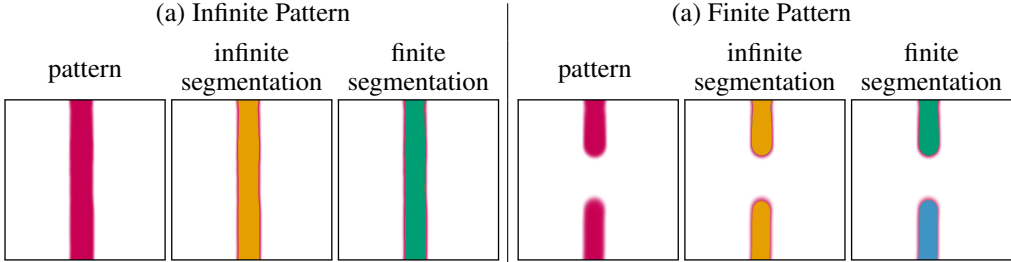 (a) Infinite Pattern
pattern
infinite
segmentation
finite
segmentation
(a) Finite Pattern
pattern
infinite
segmentation
finite
segmentation